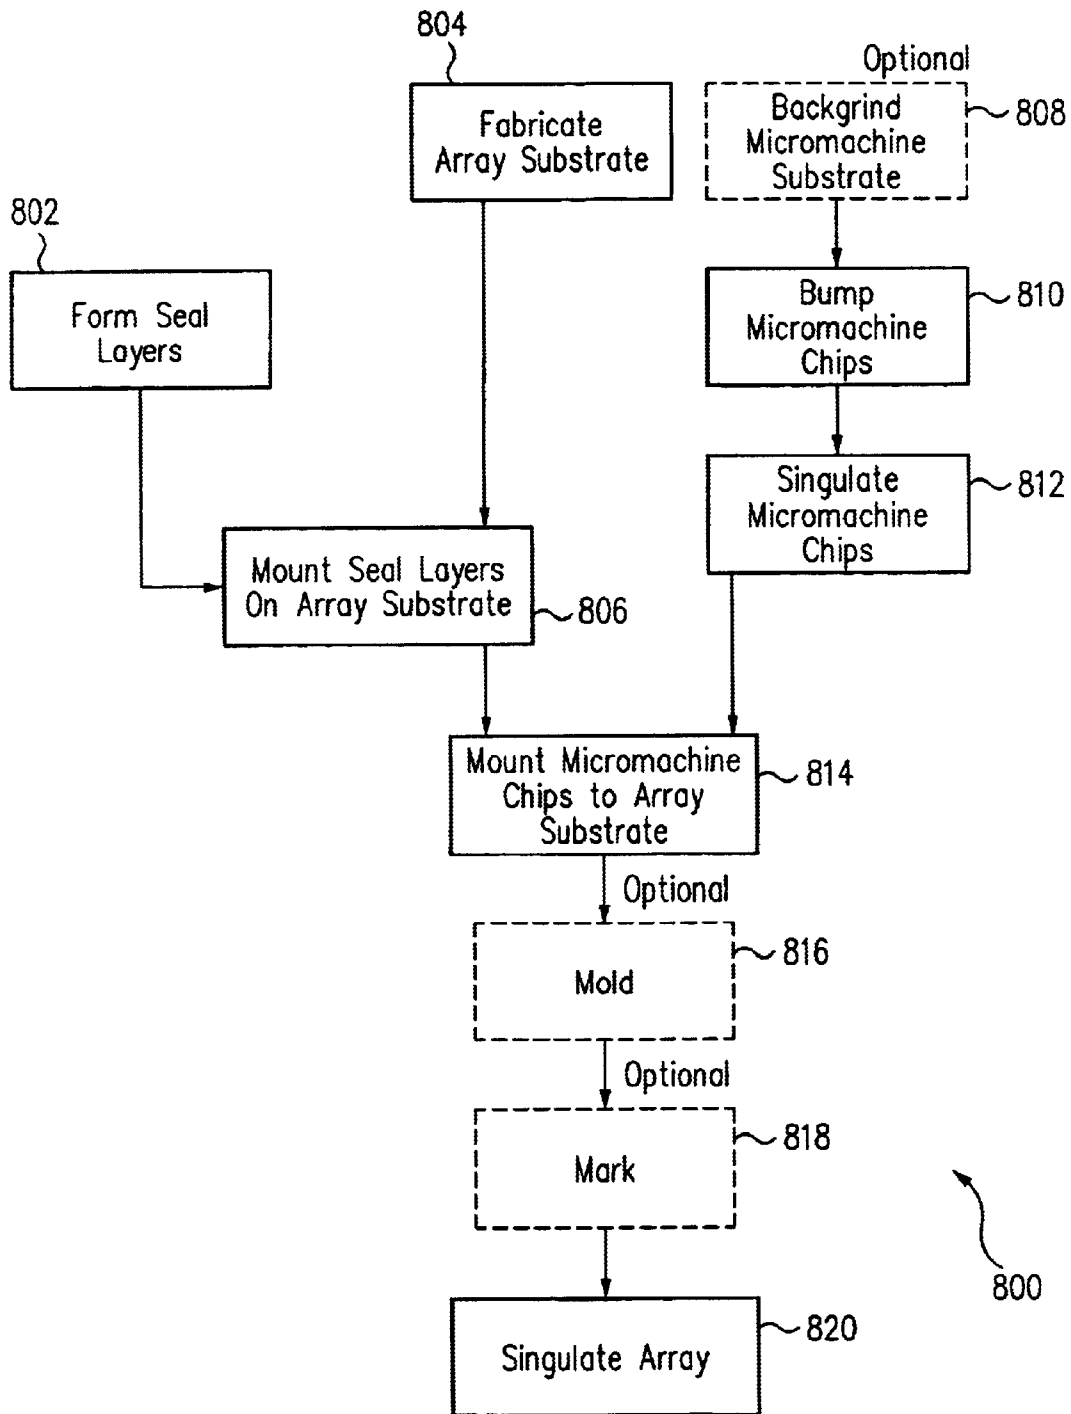 804
Fabricate
Array Substrate
Optional
Backgrind
Micromachine
Substrate
808
802
Form Seal
Layers
Bump
Micromachine
Chips
810
Singulate
Micromachine
Chips
812
Mount Seal Layers
On Array Substrate
806
Mount Micromachine
Chips to Array
Substrate
814
Optional
Mold
816
Optional
Mark
818
800
Singulate Array
820